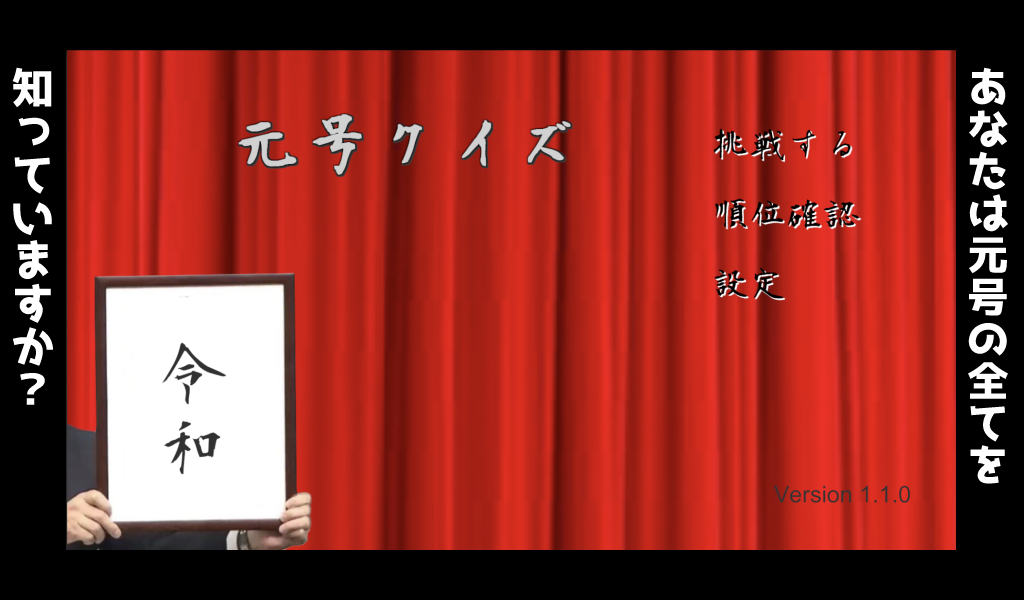 あなたは元号の全てを
知っていますか？
元号クイズ
挑戦する
順位確認
設定
令和
Version 1.1.0